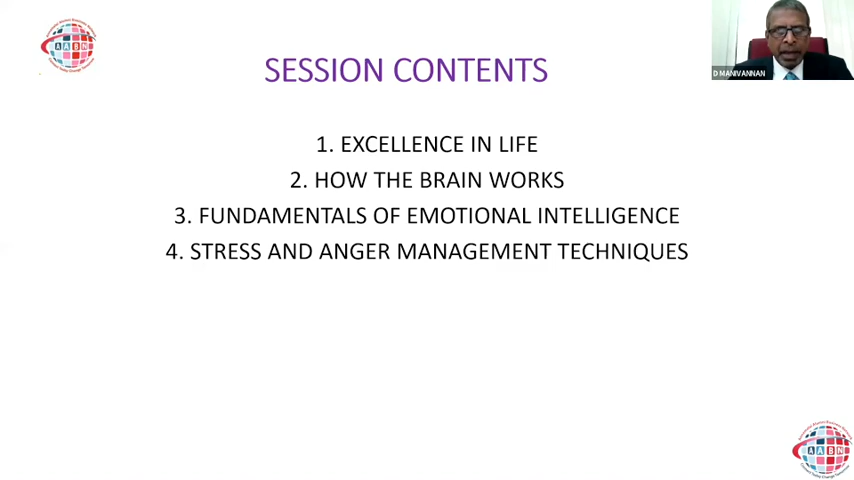 AABN
D MANIVANNAN
SESSION CONTENTS
1. EXCELLENCE IN LIFE
2. HOW THE BRAIN WORKS
3. FUNDAMENTALS OF EMOTIONAL INTELLIGENCE
4. STRESS AND ANGER MANAGEMENT TECHNIQUES
AABN